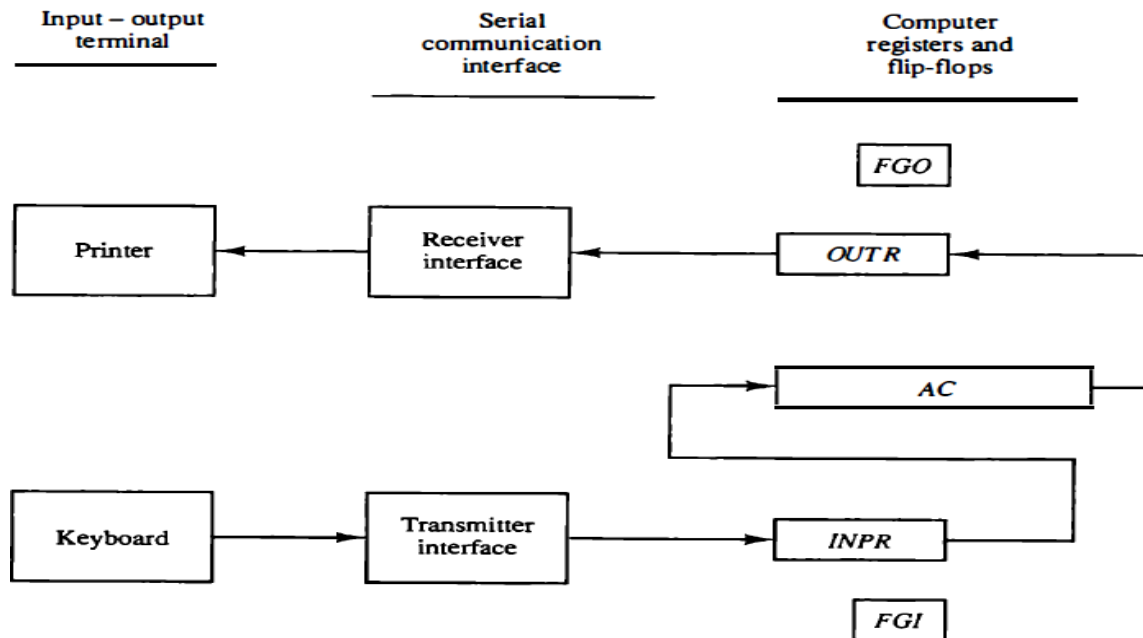 Input – output
terminal
Serial
communication
interface
Computer
registers and
flip-flops
FGO
Printer
Receiver
interface
OUTR
AC
Keyboard
Transmitter
interface
INPR
FGI